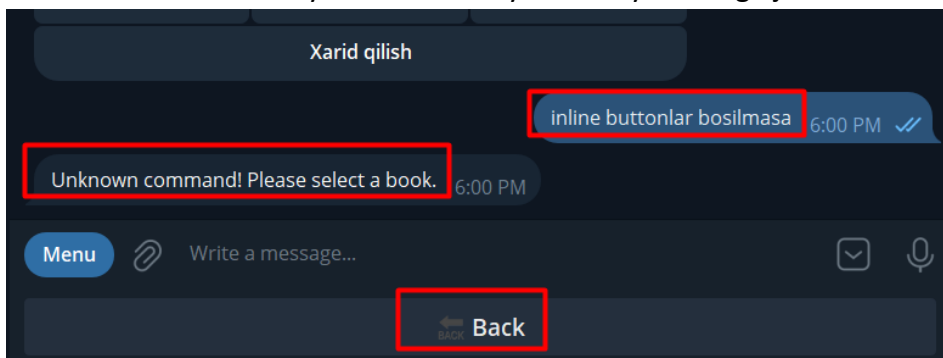 Xarid qilish
inline buttonlar bosilmasa 6:00 PM
Unknown command! Please select a book. 6:00 PM
Menu Write a message...
BACK Back